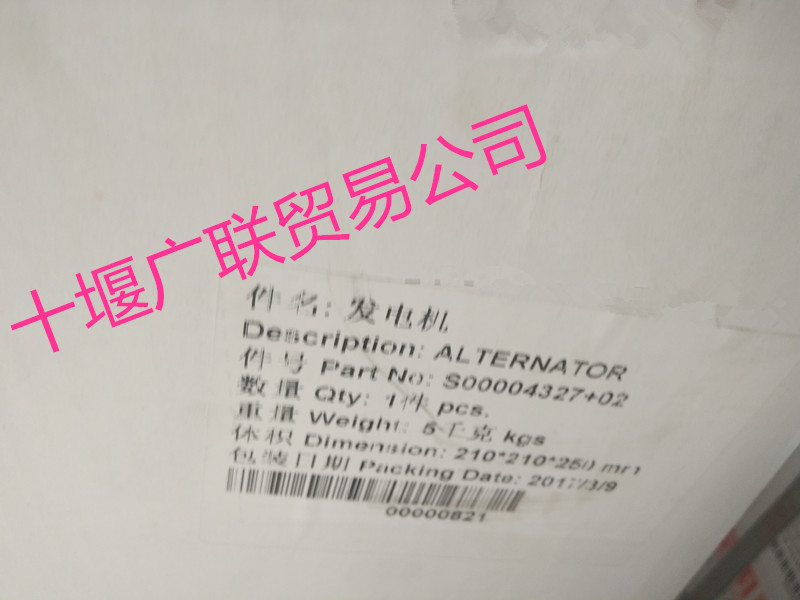 十堰广联贸易公司
件名: 发电机
Description: ALTERNATOR
件号 Part No: S00004327+02
数量 Qty: 1件 pcs.
重量 Weight: 5千克 kgs
体积 Dimension: 210*210*250 mm
包装日期 Packing Date: 2017/3/9
00000821